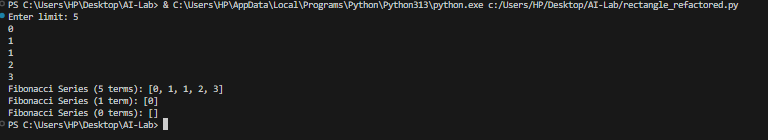 PS C:\Users\HP\Desktop\AI-Lab> & C:\Users\HP\AppData\Local\Programs\Python\Python313\python.exe c:/Users/HP/Desktop/AI-Lab/rectangle_refactored.py
Enter limit: 5
0
1
1
2
3
Fibonacci Series (5 terms): [0, 1, 1, 2, 3]
Fibonacci Series (1 term): [0]
Fibonacci Series (0 terms): []
PS C:\Users\HP\Desktop\AI-Lab>